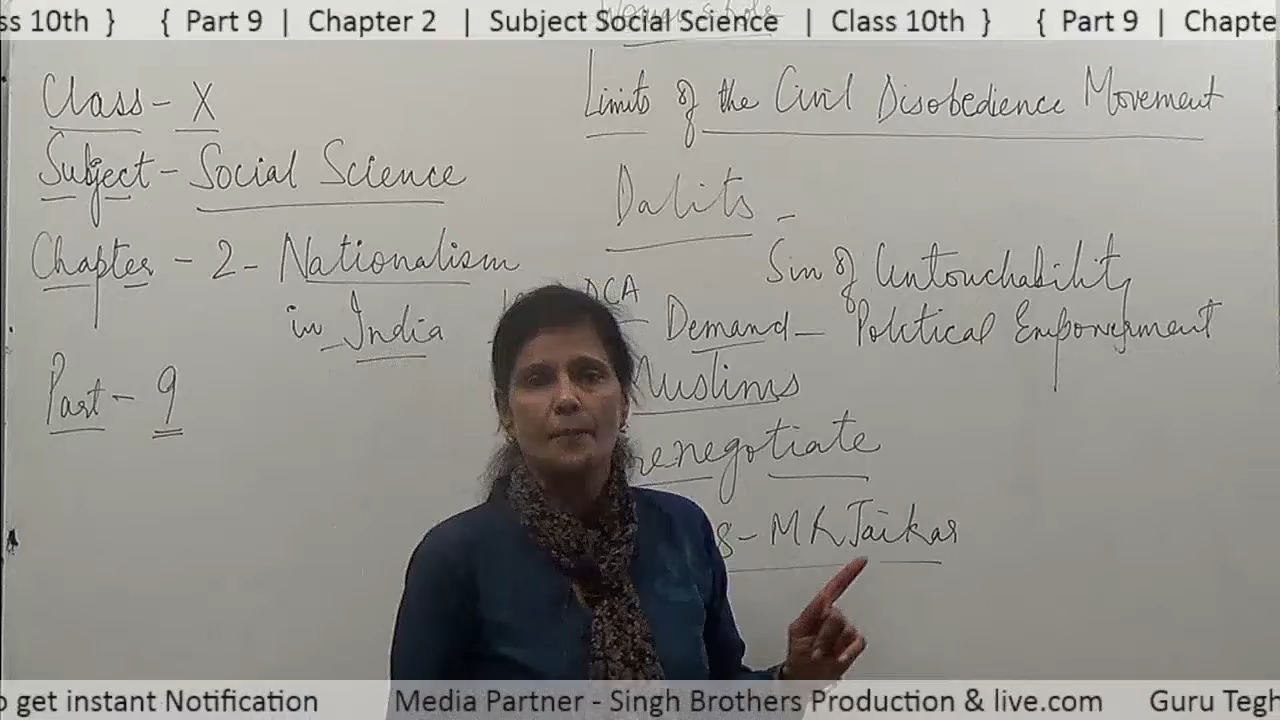 ss 10th } { Part 9 | Chapter 2 | Subject Social Science | Class 10th } { Part 9 | Chapte
Class - X
Subject - Social Science
Chapter - 2 - Nationalism
in India
Part - 9
Limits of the Civil Disobedience Movement
Dalits -
Sin of Untouchability
DCA
Demand - Political Empowerment
Muslims
renegotiate
s - M R Jaikar
o get instant Notification Media Partner - Singh Brothers Production & live.com Guru Tegh